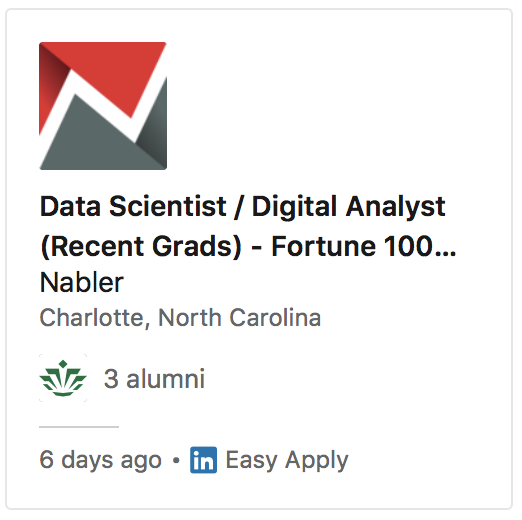 Data Scientist / Digital Analyst
(Recent Grads) - Fortune 100...
Nabler
Charlotte, North Carolina
3 alumni
6 days ago • in Easy Apply